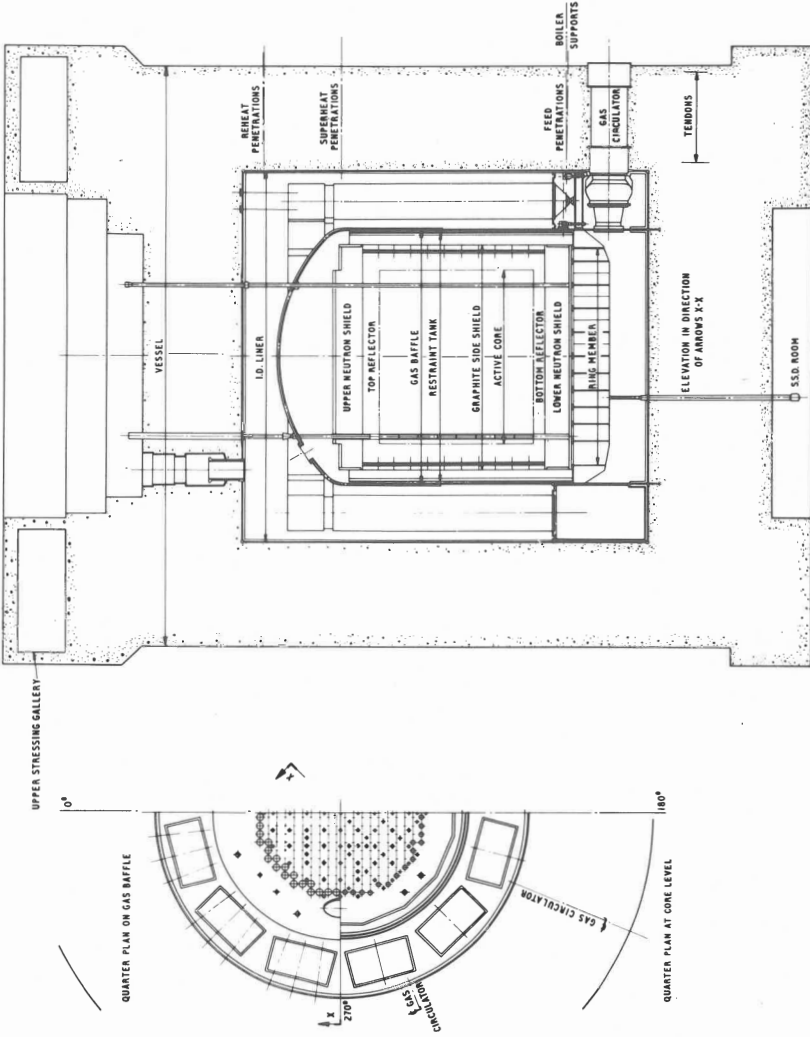 VESSEL
REHEAT
PENETRATIONS
SUPERHEAT
PENETRATIONS
FEED
PENETRATIONS
BOILER
SUPPORTS
GAS
CIRCULATOR
TENDONS
I.D. LINER
UPPER NEUTRON SHIELD
TOP REFLECTOR
GAS BAFFLE
RESTRAINT TANK
GRAPHITE SIDE SHIELD
ACTIVE CORE
BOTTOM REFLECTOR
LOWER NEUTRON SHIELD
RING MEMBER
ELEVATION IN DIRECTION
OF ARROWS X-X
S.S.D. ROOM
UPPER STRESSING GALLERY
0°
QUARTER PLAN ON GAS BAFFLE
X
X
270°
GAS
CIRCULATOR
GAS CIRCULATOR
180°
QUARTER PLAN AT CORE LEVEL